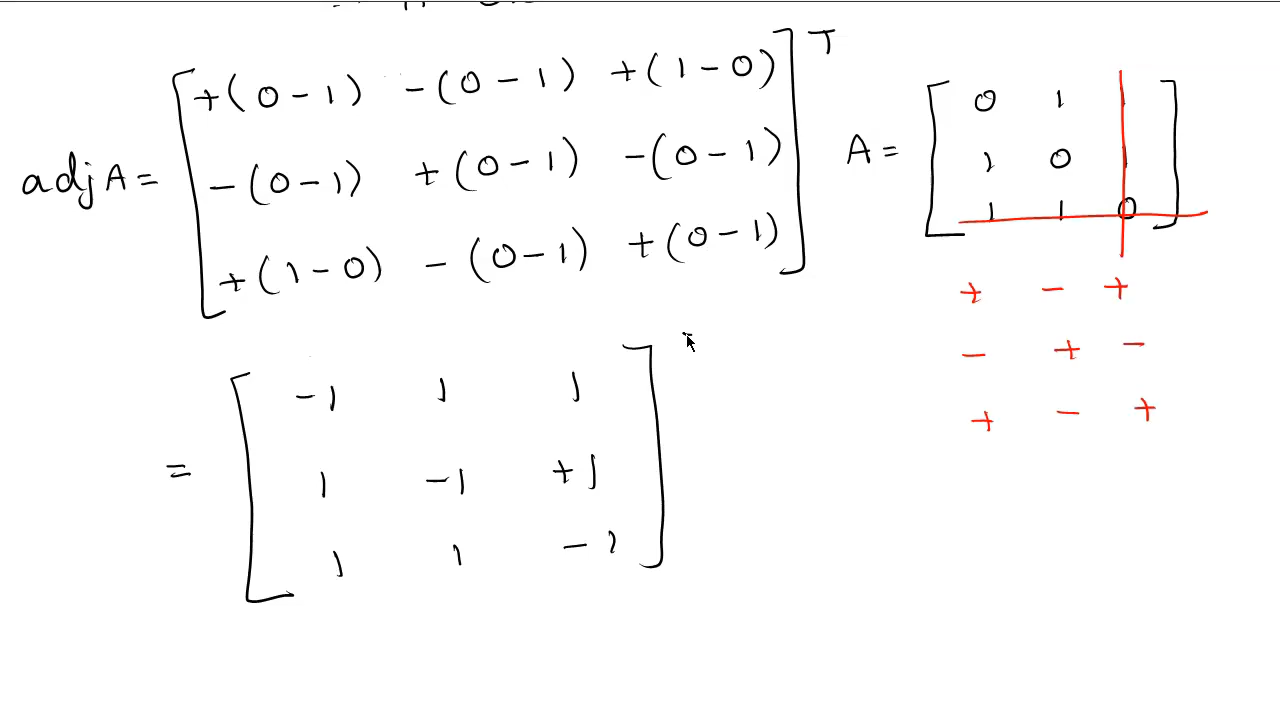 adj A = [ +(0-1) -(0-1) +(1-0) ] T
-(0-1) +(0-1) -(0-1)
+(1-0) -(0-1) +(0-1)
A = [ 0 1 1 ]
1 0 1
1 1 0
+ - +
- + -
+ - +
= [ -1 1 1 ]
1 -1 +1
1 1 -1